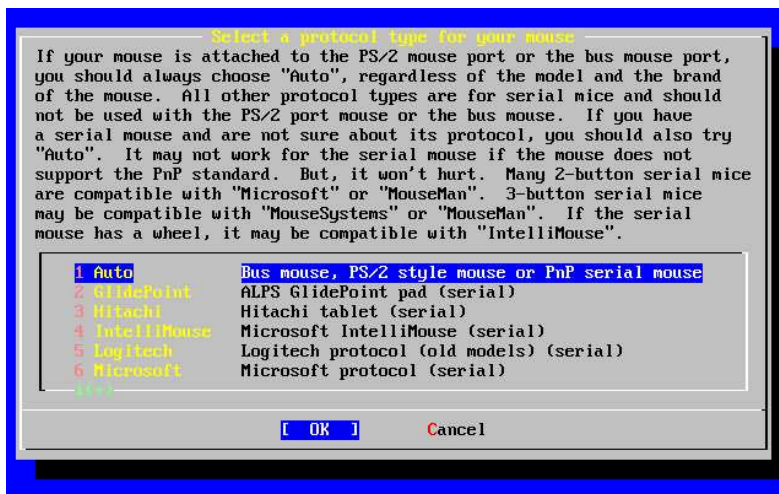 Select a protocol type for your mouse
If your mouse is attached to the PS/2 mouse port or the bus mouse port,
you should always choose "Auto", regardless of the model and the brand
of the mouse.  All other protocol types are for serial mice and should
not be used with the PS/2 port mouse or the bus mouse.  If you have
a serial mouse and are not sure about its protocol, you should also try
"Auto".  It may not work for the serial mouse if the mouse does not
support the PnP standard.  But, it won't hurt.  Many 2-button serial mice
are compatible with "Microsoft" or "MouseMan".  3-button serial mice
may be compatible with "MouseSystems" or "MouseMan".  If the serial
mouse has a wheel, it may be compatible with "IntelliMouse".
1 Auto Bus mouse, PS/2 style mouse or PnP serial mouse
2 GlidePoint ALPS GlidePoint pad (serial)
3 Hitachi Hitachi tablet (serial)
4 IntelliMouse Microsoft IntelliMouse (serial)
5 Logitech Logitech protocol (old models) (serial)
6 Microsoft Microsoft protocol (serial)
[ OK ] Cancel